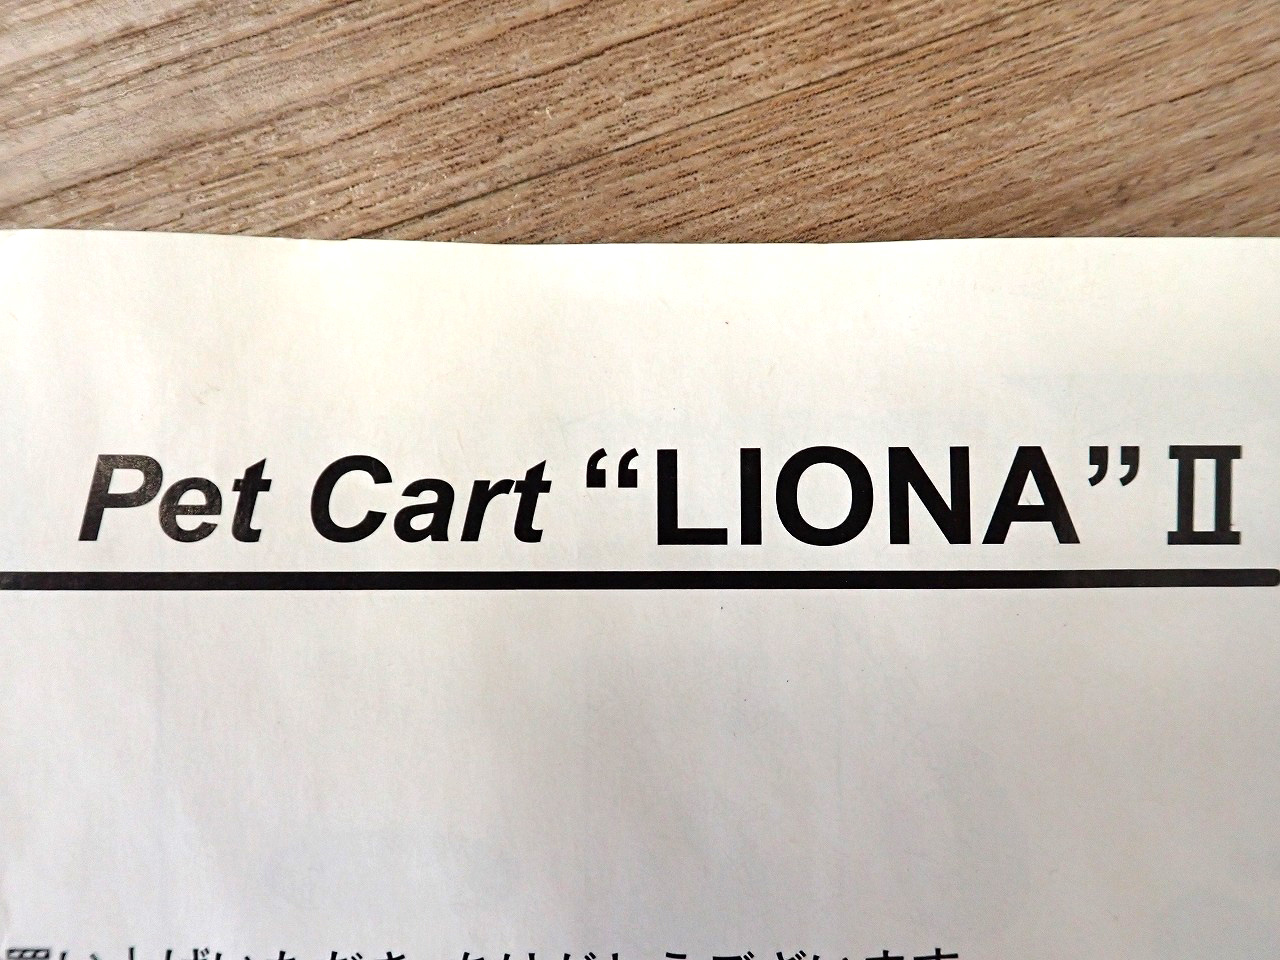 Pet Cart “LIONA” Ⅱ